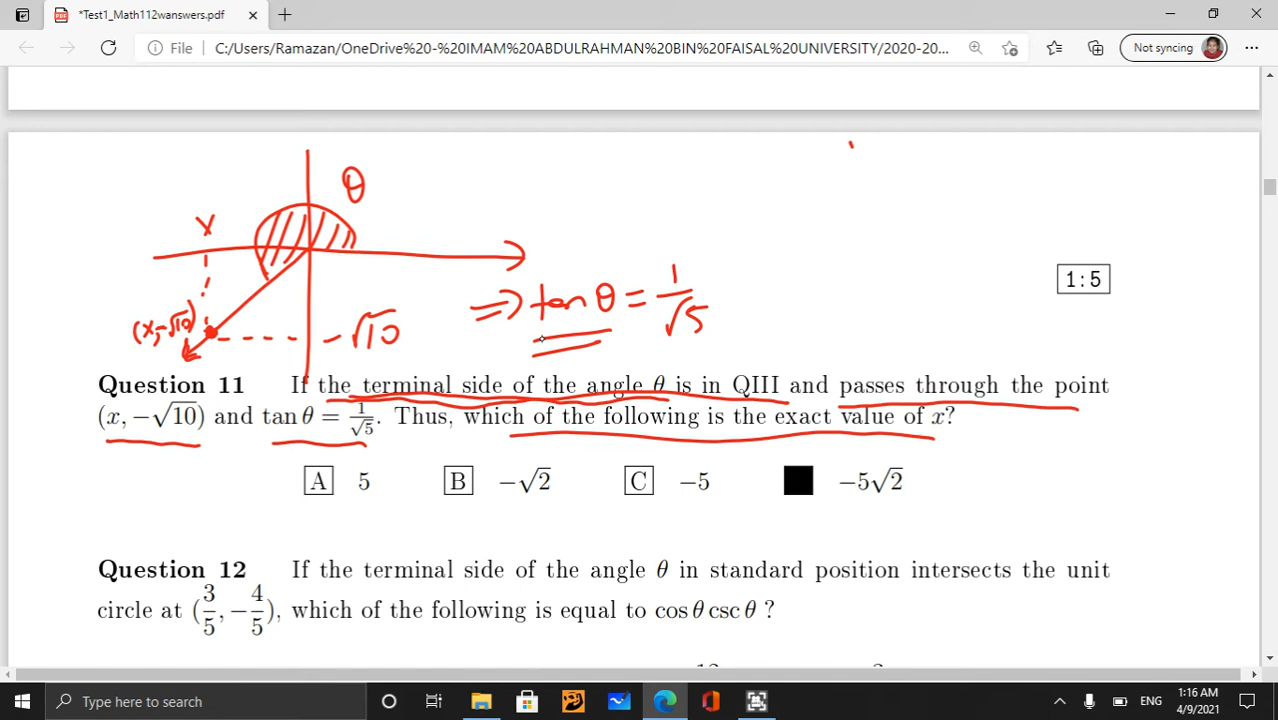 *Test1_Math112wanswers.pdf
File C:/Users/Ramazan/OneDrive%20-%20IMAM%20ABDULRAHMAN%20BIN%20FAISAL%20UNIVERSITY/2020-20...
Not syncing
θ
x
1:5
⇒ tan θ = 1/√5
(x,-√10)
-√10
Question 11 If the terminal side of the angle θ is in QIII and passes through the point
(x, −√10) and tan θ = 1/√5. Thus, which of the following is the exact value of x?
A 5 B −√2 C −5 −5√2
Question 12 If the terminal side of the angle θ in standard position intersects the unit
circle at (3/5, −4/5), which of the following is equal to cos θ csc θ ?
Type here to search
ENG
1:16 AM
4/9/2021